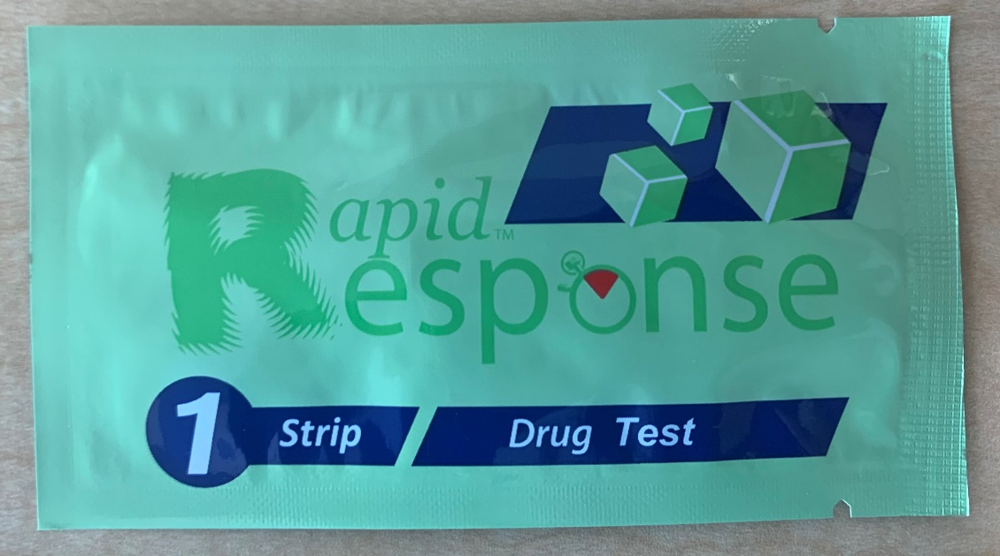 Rapid™
Response
1 Strip Drug Test